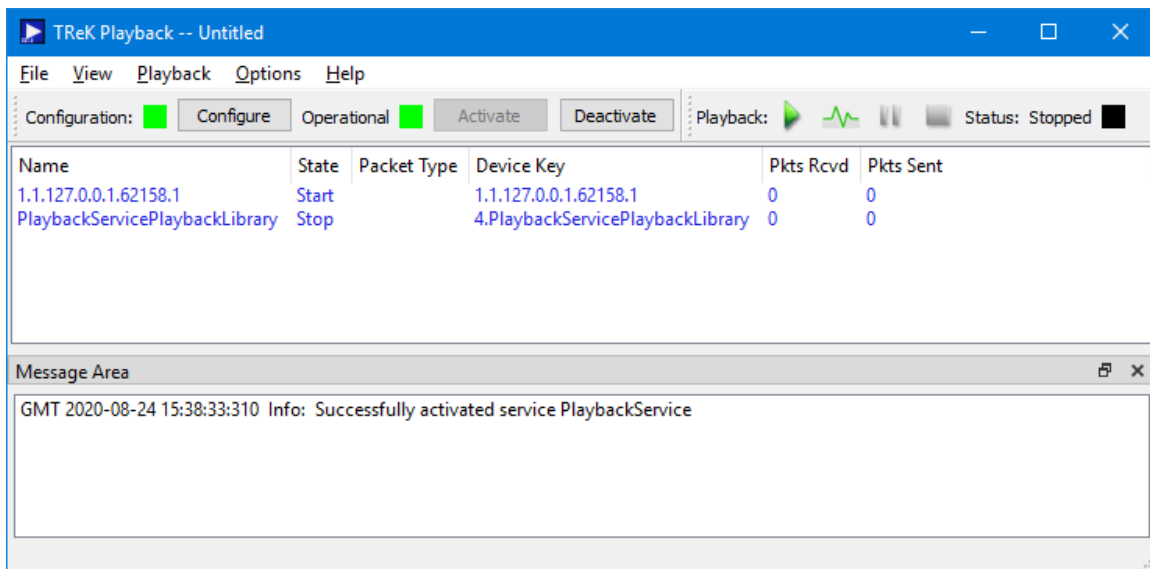 TReK Playback -- Untitled
File View Playback Options Help
Configuration: Configure Operational Activate Deactivate Playback: Status: Stopped
Name State Packet Type Device Key Pkts Rcvd Pkts Sent
1.1.127.0.0.1.62158.1 Start 1.1.127.0.0.1.62158.1 0 0
PlaybackServicePlaybackLibrary Stop 4.PlaybackServicePlaybackLibrary 0 0
Message Area
GMT 2020-08-24 15:38:33:310 Info: Successfully activated service PlaybackService